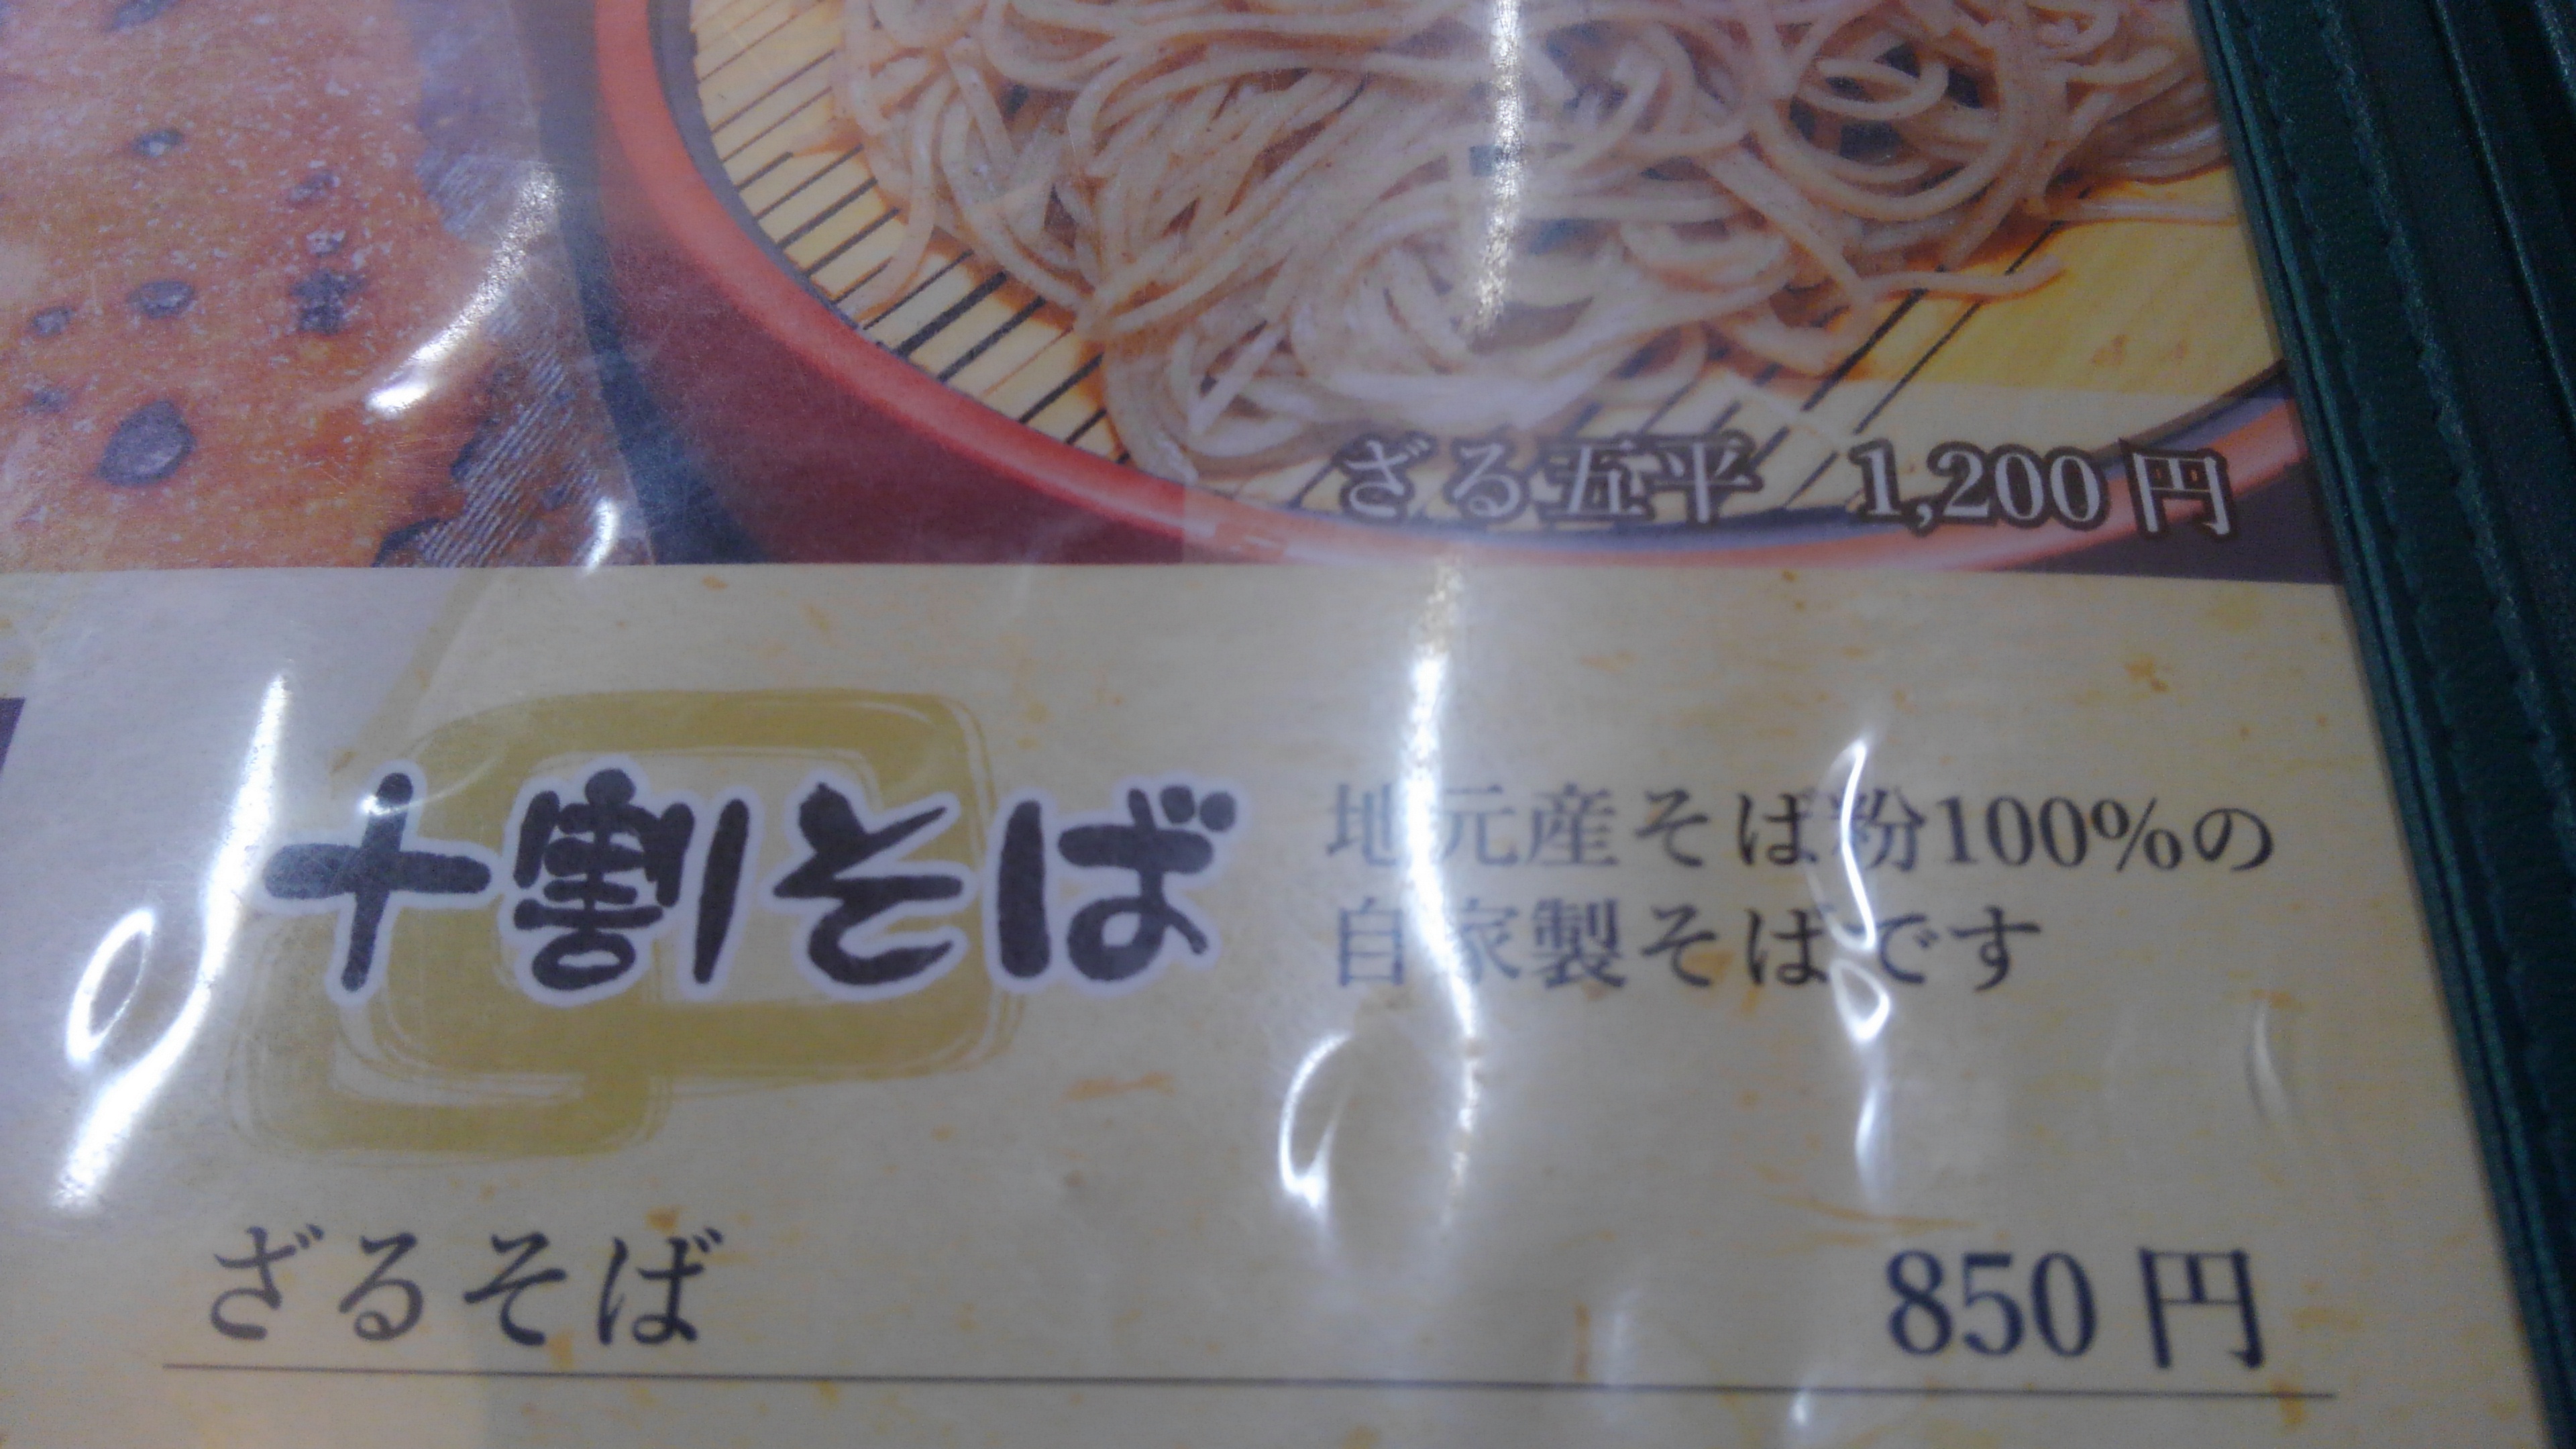 ざる五平 1,200円
十割そば
地元産そば粉100%の
自家製そばです
ざるそば 850円